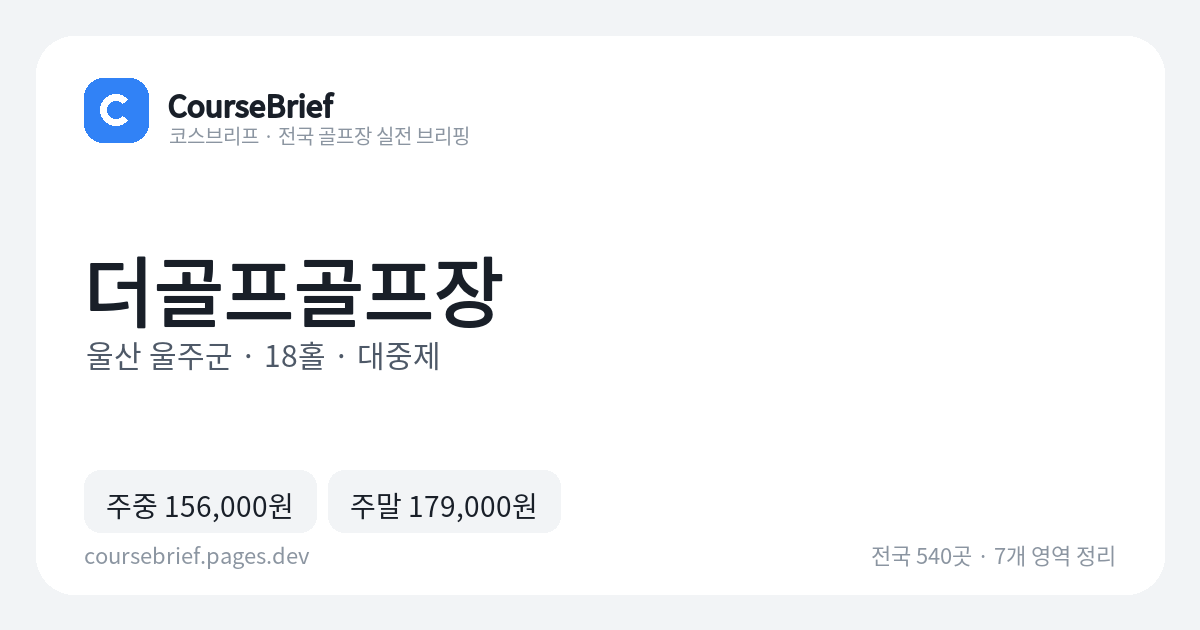 C
CourseBrief
코스브리프 · 전국 골프장 실전 브리핑
더골프골프장
울산 울주군 · 18홀 · 대중제
주중 156,000원 주말 179,000원
coursebrief.pages.dev 전국 540곳 · 7개 영역 정리